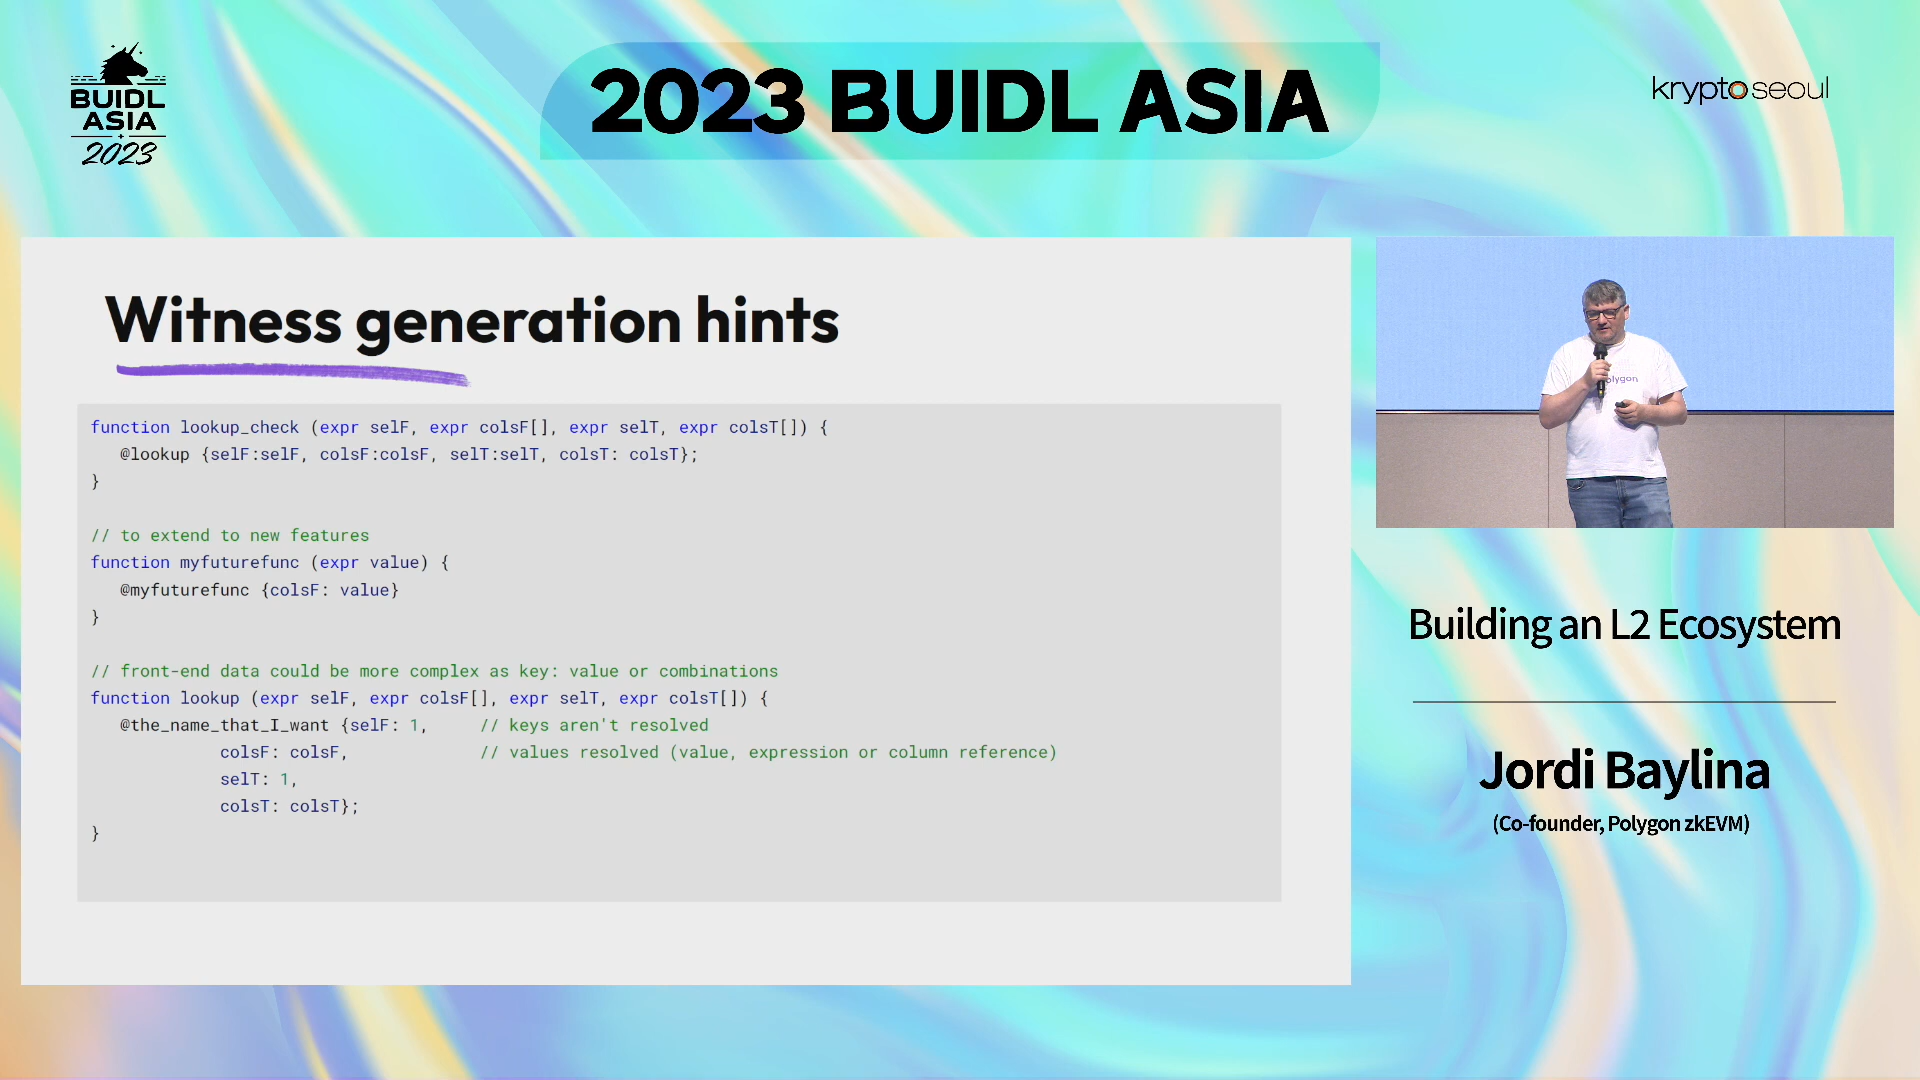 BUIDL
ASIA
2023
2023 BUIDL ASIA
kryptoseoul
Witness generation hints
function lookup_check (expr selF, expr colsF[], expr selT, expr colsT[]) {
@lookup {selF:selF, colsF:colsF, selT:selT, colsT: colsT};
}
// to extend to new features
function myfuturefunc (expr value) {
@myfuturefunc {colsF: value}
}
// front-end data could be more complex as key: value or combinations
function lookup (expr selF, expr colsF[], expr selT, expr colsT[]) {
@the_name_that_I_want {selF: 1, // keys aren't resolved
colsF: colsF, // values resolved (value, expression or column reference)
selT: 1,
colsT: colsT};
}
olygon
Building an L2 Ecosystem
Jordi Baylina
(Co-founder, Polygon zkEVM)